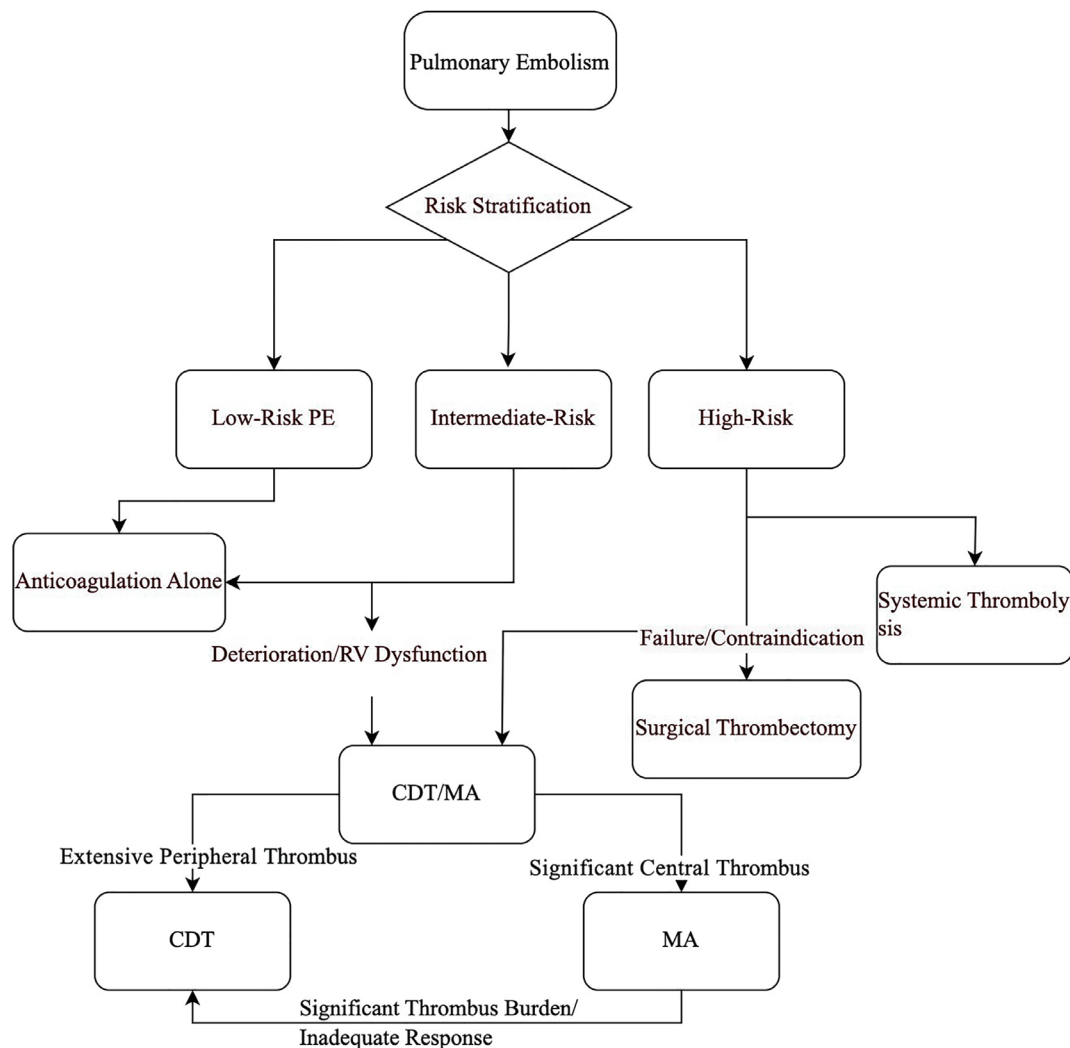 Pulmonary Embolism
Risk Stratification
Low-Risk PE
Intermediate-Risk
High-Risk
Anticoagulation Alone
Systemic Thromboly
sis
Deterioration/RV Dysfunction
Failure/Contraindication
Surgical Thrombectomy
CDT/MA
Extensive Peripheral Thrombus
Significant Central Thrombus
CDT
MA
Significant Thrombus Burden/
Inadequate Response